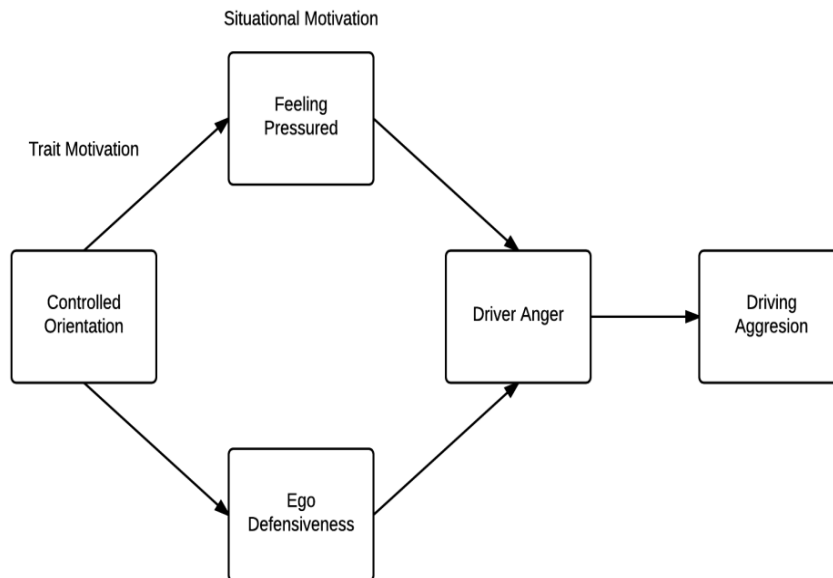 Situational Motivation
Feeling
Pressured
Trait Motivation
Controlled
Orientation
Driver Anger
Driving
Aggresion
Ego
Defensiveness